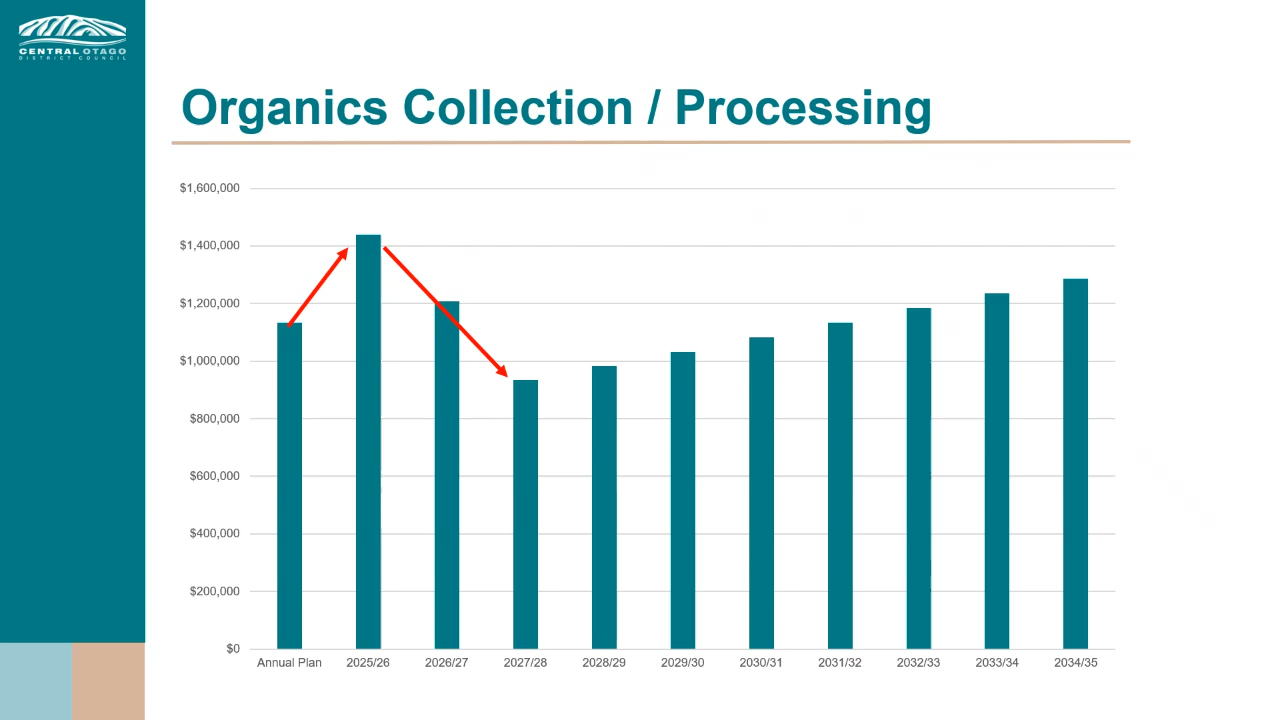 CENTRAL OTAGO
DISTRICT COUNCIL
Organics Collection / Processing
$1,600,000
$1,400,000
$1,200,000
$1,000,000
$800,000
$600,000
$400,000
$200,000
$0
Annual Plan 2025/26 2026/27 2027/28 2028/29 2029/30 2030/31 2031/32 2032/33 2033/34 2034/35